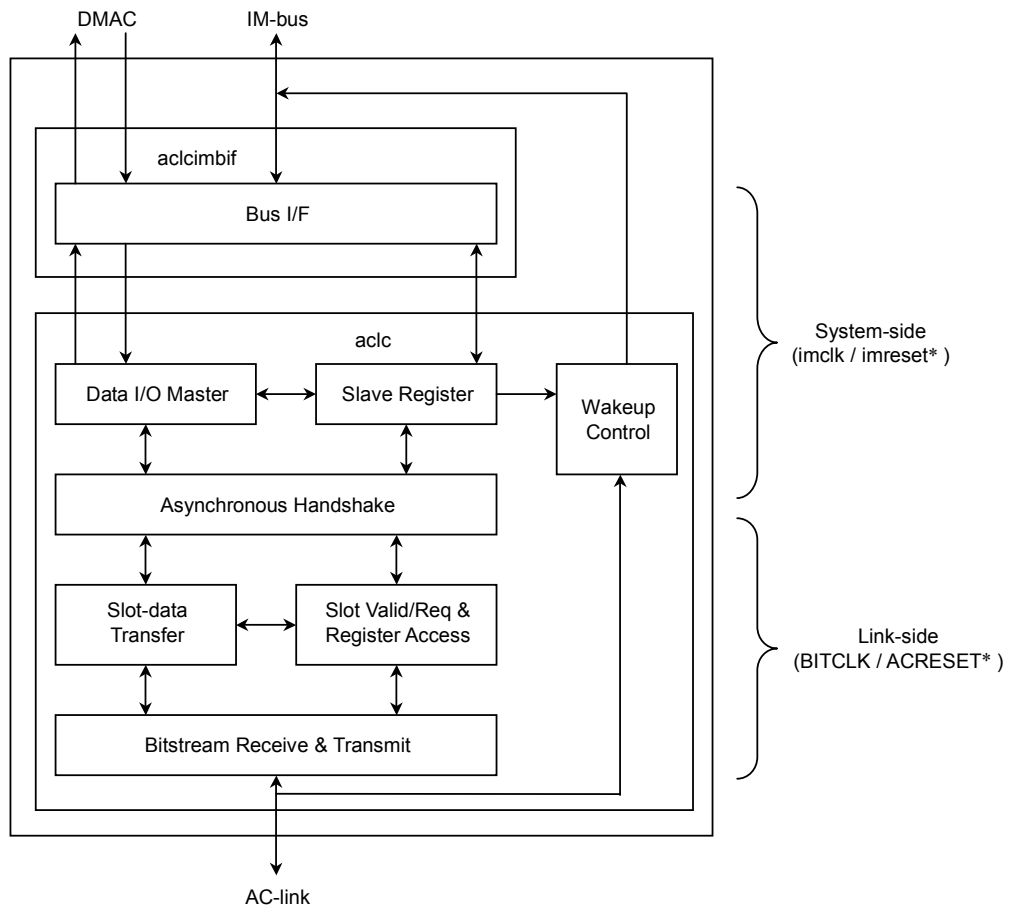 DMAC
IM-bus
aclcimbif
Bus I/F
aclc
Data I/O Master
Slave Register
Wakeup
Control
System-side
(imclk / imreset* )
Asynchronous Handshake
Slot-data
Transfer
Slot Valid/Req &
Register Access
Link-side
(BITCLK / ACRESET* )
Bitstream Receive & Transmit
AC-link